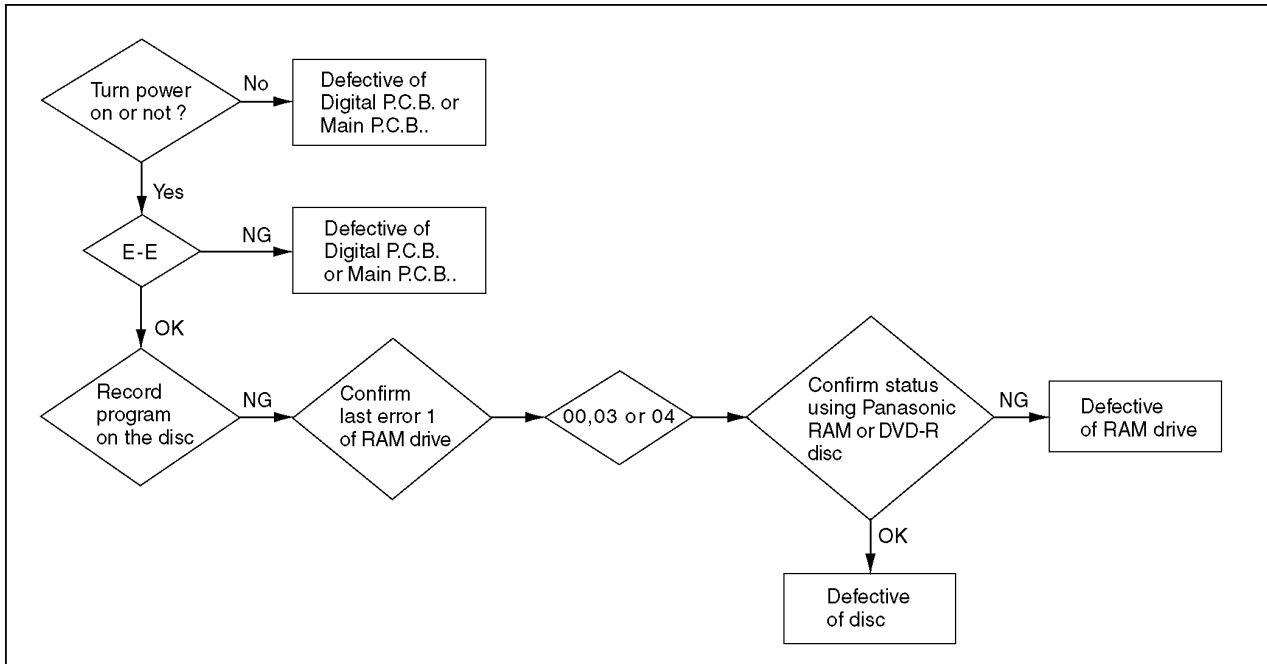 Turn power
on or not ?
No
Defective of
Digital P.C.B. or
Main P.C.B..
Yes
E-E
NG
Defective of
Digital P.C.B.
or Main P.C.B..
OK
Record
program
on the disc
NG
Confirm
last error 1
of RAM drive
00,03 or 04
Confirm status
using Panasonic
RAM or DVD-R
disc
NG
Defective
of RAM drive
OK
Defective
of disc